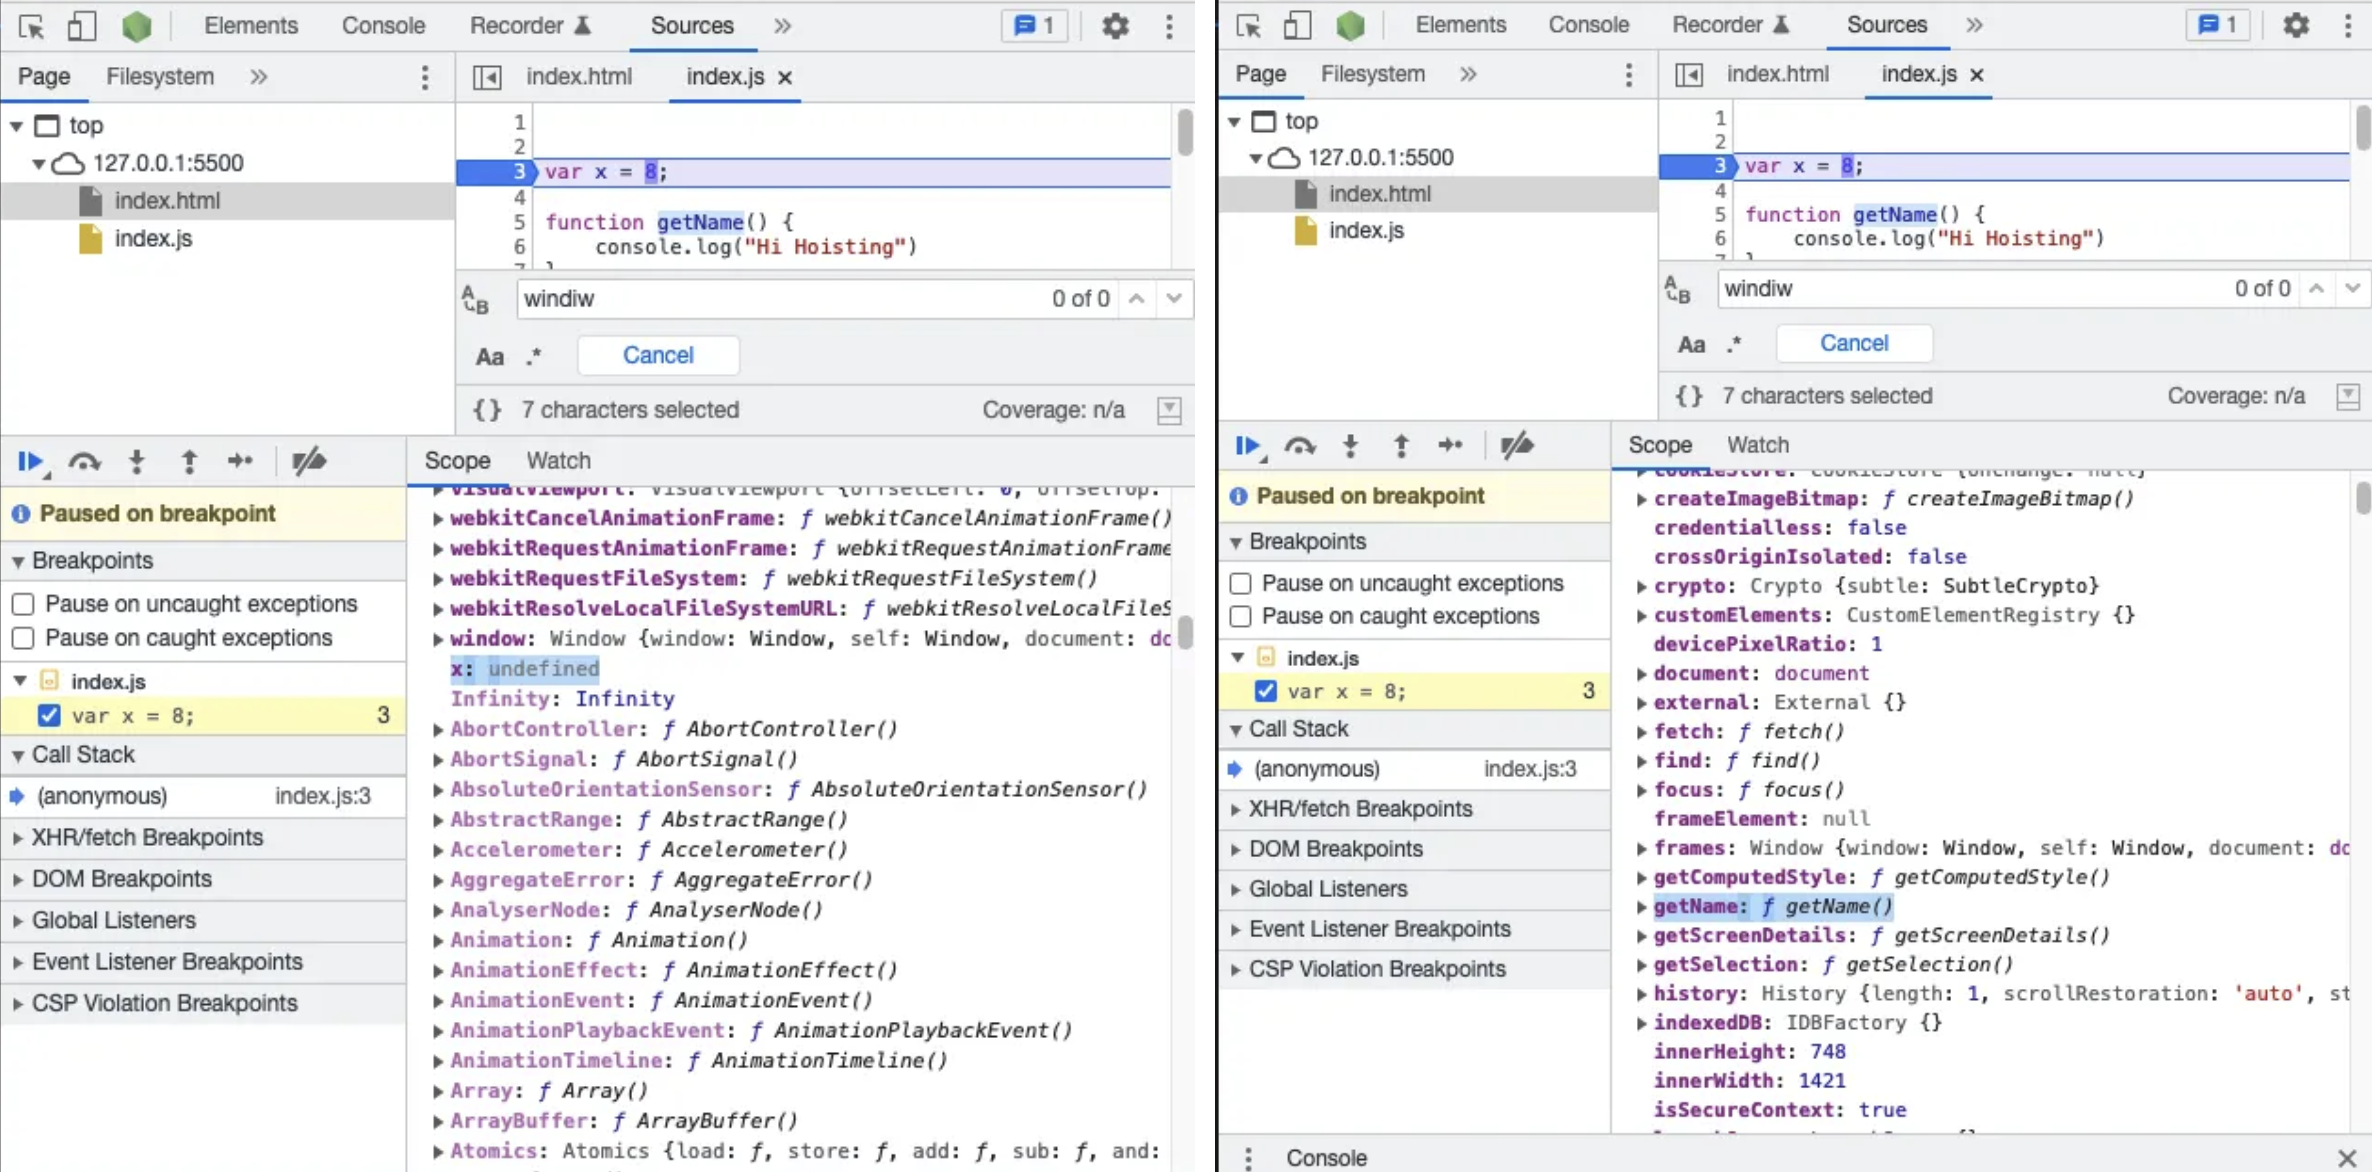 Elements Console Recorder Sources » 1
Page Filesystem » index.html index.js ×
top
127.0.0.1:5500
index.html
index.js
1
2
3 var x = 8;
4
5 function getName() {
6 console.log("Hi Hoisting")
7 }
windiw 0 of 0
Aa .* Cancel
{} 7 characters selected Coverage: n/a
Paused on breakpoint
Breakpoints
Pause on uncaught exceptions
Pause on caught exceptions
index.js
var x = 8; 3
Call Stack
(anonymous) index.js:3
XHR/fetch Breakpoints
DOM Breakpoints
Global Listeners
Event Listener Breakpoints
CSP Violation Breakpoints
Scope Watch
visualViewport: VisualViewport {offsetLeft: 0, offsetTop:
webkitCancelAnimationFrame: ƒ webkitCancelAnimationFrame()
webkitRequestAnimationFrame: ƒ webkitRequestAnimationFrame
webkitRequestFileSystem: ƒ webkitRequestFileSystem()
webkitResolveLocalFileSystemURL: ƒ webkitResolveLocalFileS
window: Window {window: Window, self: Window, document: do
x: undefined
Infinity: Infinity
AbortController: ƒ AbortController()
AbortSignal: ƒ AbortSignal()
AbsoluteOrientationSensor: ƒ AbsoluteOrientationSensor()
AbstractRange: ƒ AbstractRange()
Accelerometer: ƒ Accelerometer()
AggregateError: ƒ AggregateError()
AnalyserNode: ƒ AnalyserNode()
Animation: ƒ Animation()
AnimationEffect: ƒ AnimationEffect()
AnimationEvent: ƒ AnimationEvent()
AnimationPlaybackEvent: ƒ AnimationPlaybackEvent()
AnimationTimeline: ƒ AnimationTimeline()
Array: ƒ Array()
ArrayBuffer: ƒ ArrayBuffer()
Atomics: Atomics {load: ƒ, store: ƒ, add: ƒ, sub: ƒ, and:
Elements Console Recorder Sources » 1
Page Filesystem » index.html index.js ×
top
127.0.0.1:5500
index.html
index.js
1
2
3 var x = 8;
4
5 function getName() {
6 console.log("Hi Hoisting")
7 }
windiw 0 of 0
Aa .* Cancel
{} 7 characters selected Coverage: n/a
Paused on breakpoint
Breakpoints
Pause on uncaught exceptions
Pause on caught exceptions
index.js
var x = 8; 3
Call Stack
(anonymous) index.js:3
XHR/fetch Breakpoints
DOM Breakpoints
Global Listeners
Event Listener Breakpoints
CSP Violation Breakpoints
Scope Watch
cookieStore: CookieStore {onchange: null}
createImageBitmap: ƒ createImageBitmap()
credentialless: false
crossOriginIsolated: false
crypto: Crypto {subtle: SubtleCrypto}
customElements: CustomElementRegistry {}
devicePixelRatio: 1
document: document
external: External {}
fetch: ƒ fetch()
find: ƒ find()
focus: ƒ focus()
frameElement: null
frames: Window {window: Window, self: Window, document: do
getComputedStyle: ƒ getComputedStyle()
getName: ƒ getName()
getScreenDetails: ƒ getScreenDetails()
getSelection: ƒ getSelection()
history: History {length: 1, scrollRestoration: 'auto', st
indexedDB: IDBFactory {}
innerHeight: 748
innerWidth: 1421
isSecureContext: true
Console ×